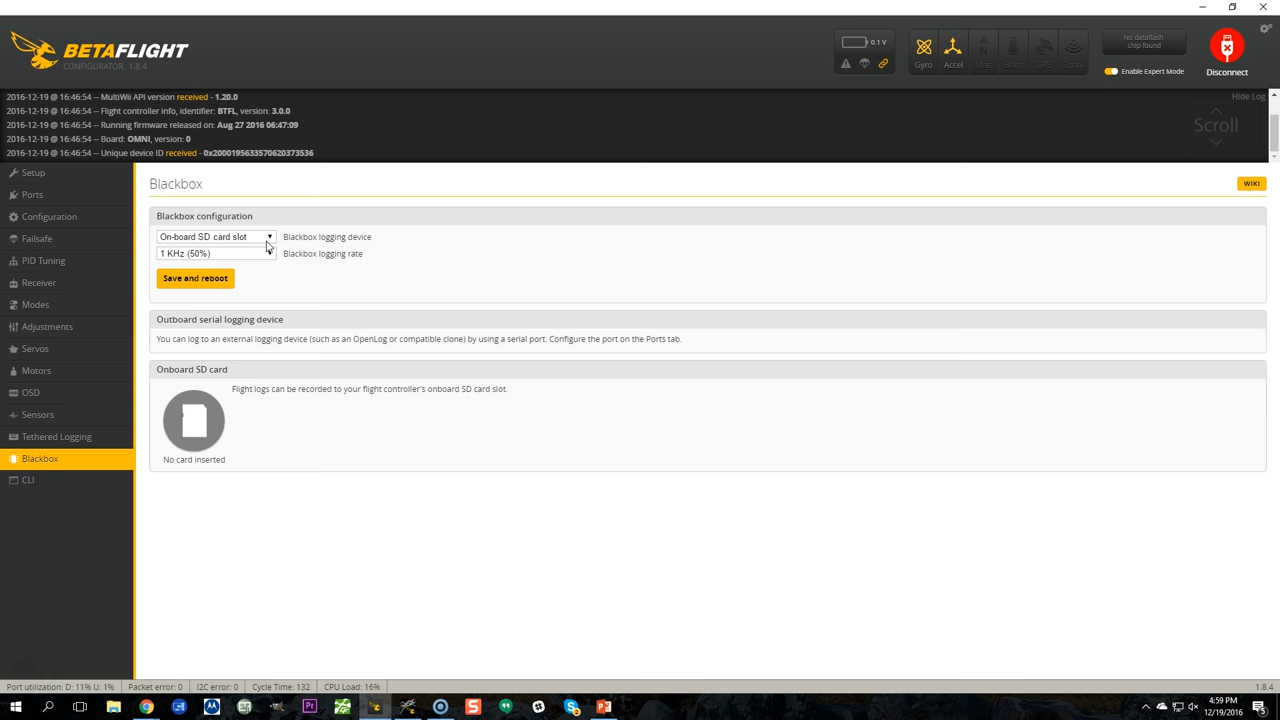 BETAFLIGHT
CONFIGURATOR 1.8.4
0.1 V
Gyro
Accel
No dataflash
chip found
Enable Expert Mode
Disconnect
2016-12-19 @ 16:46:54 -- MultiWii API version received - 1.20.0
Hide Log
2016-12-19 @ 16:46:54 -- Flight controller info, identifier: BTFL, version: 3.0.0
2016-12-19 @ 16:46:54 -- Running firmware released on: Aug 27 2016 06:47:09
Scroll
2016-12-19 @ 16:46:54 -- Board: OMNI, version: 0
2016-12-19 @ 16:46:54 -- Unique device ID received - 0x2000195633570620373536
Setup
Ports
Configuration
Failsafe
PID Tuning
Receiver
Modes
Adjustments
Servos
Motors
OSD
Sensors
Tethered Logging
Blackbox
CLI
Blackbox
WIKI
Blackbox configuration
On-board SD card slot
Blackbox logging device
1 KHz (50%)
Blackbox logging rate
Save and reboot
Outboard serial logging device
You can log to an external logging device (such as an OpenLog or compatible clone) by using a serial port. Configure the port on the Ports tab.
Onboard SD card
Flight logs can be recorded to your flight controller's onboard SD card slot.
No card inserted
Port utilization: D: 11% U: 1%
Packet error: 0
I2C error: 0
Cycle Time: 132
CPU Load: 16%
1.8.4
4:59 PM
12/19/2016